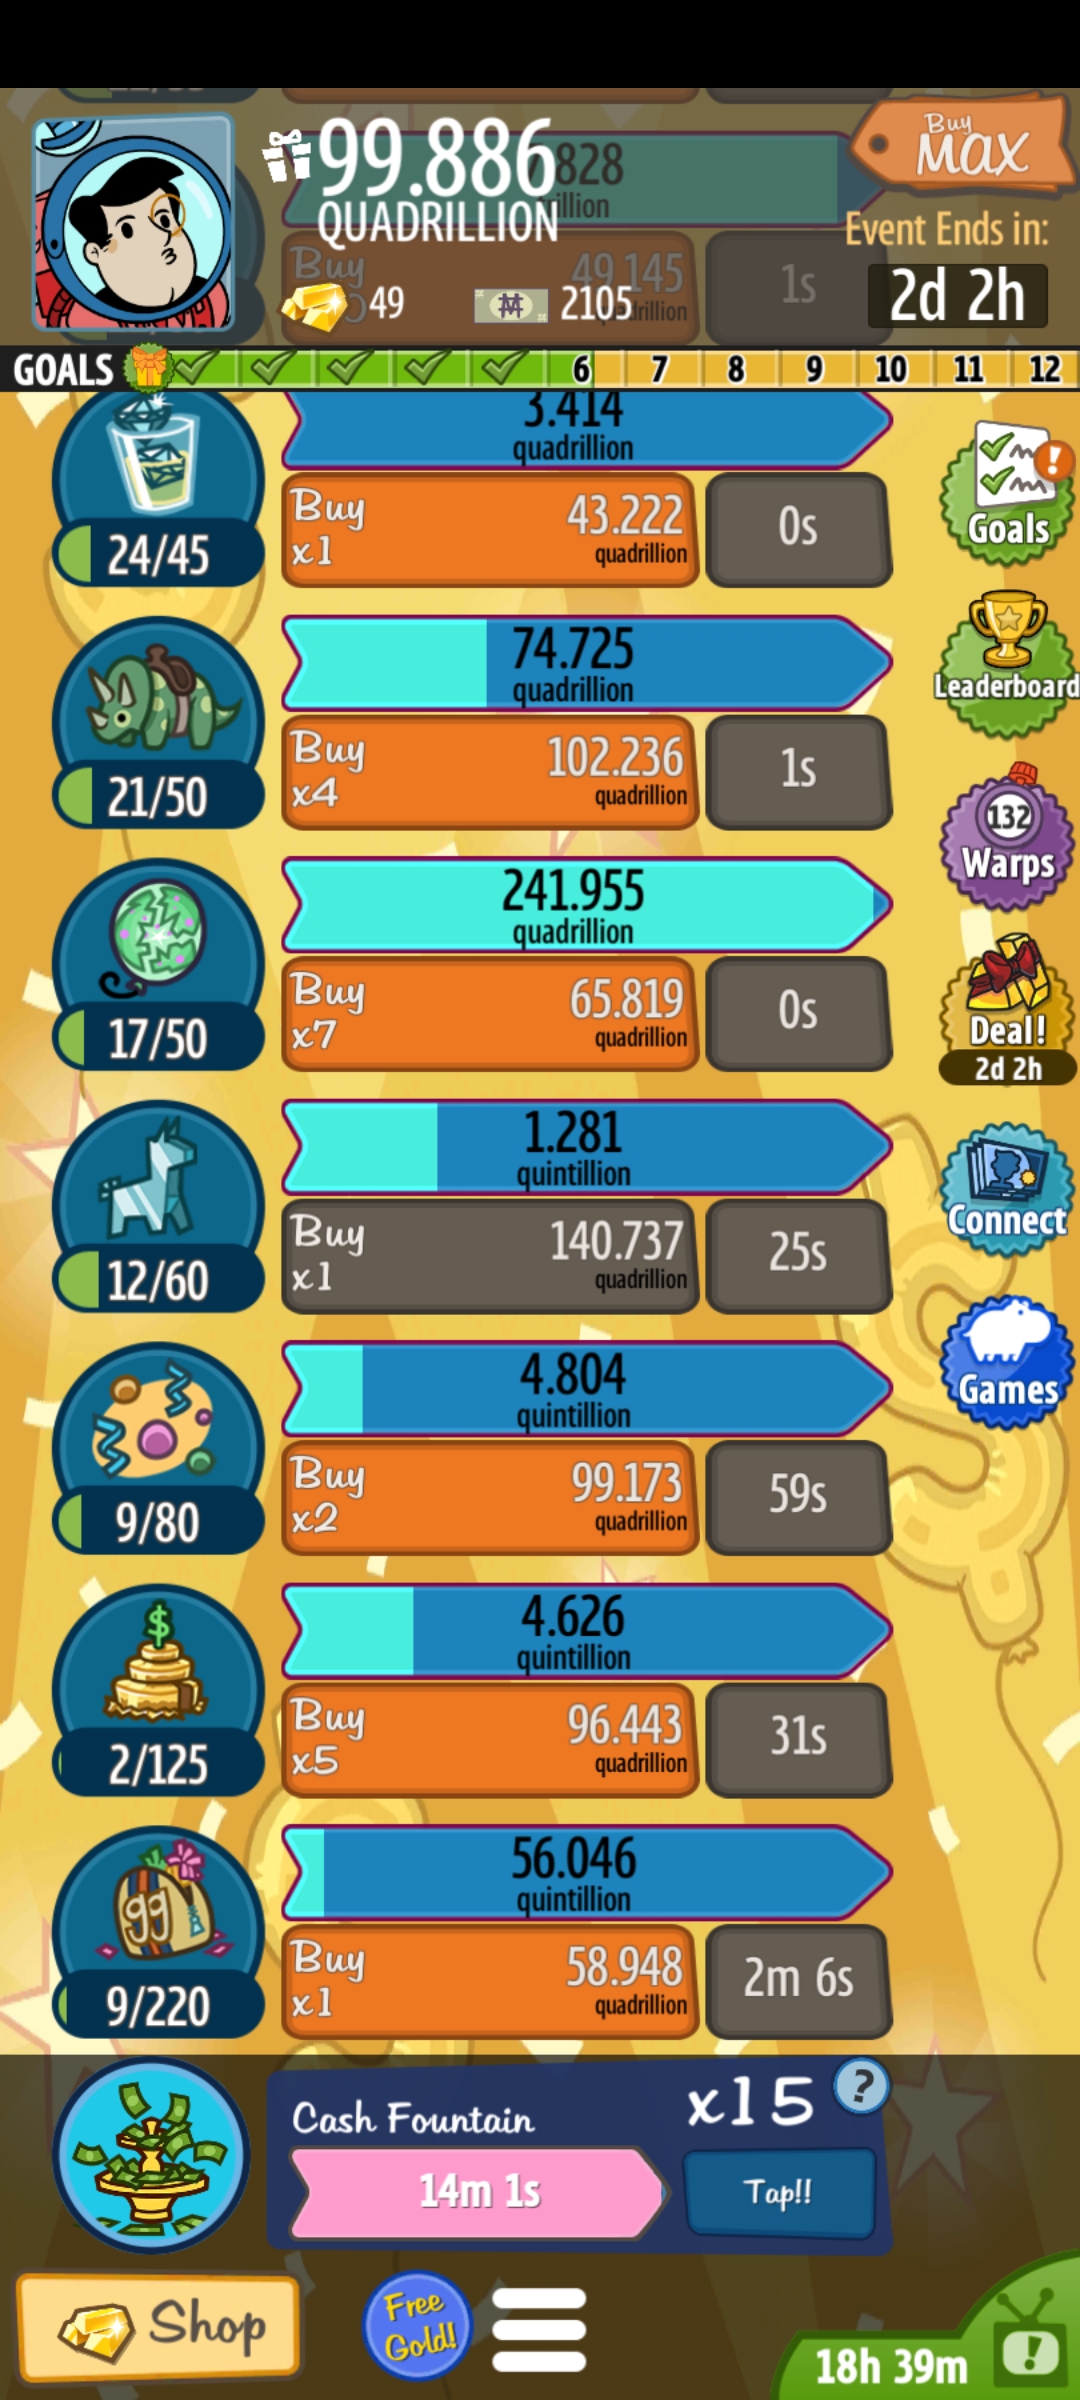 99.886
QUADRILLION
828
Buy
MAX
Event Ends in:
2d 2h
Buy
49.145
1s
49
2105
GOALS
6
7
8
9
10
11
12
3.414
quadrillion
24/45
Buy
x1
43.222
quadrillion
0s
Goals
74.725
quadrillion
21/50
Buy
x4
102.236
quadrillion
1s
Leaderboard
241.955
quadrillion
17/50
Buy
x7
65.819
quadrillion
0s
132
Warps
Deal!
2d 2h
1.281
quintillion
12/60
Buy
x1
140.737
quadrillion
25s
Connect
4.804
quintillion
9/80
Buy
x2
99.173
quadrillion
59s
Games
4.626
quintillion
$
2/125
Buy
x5
96.443
quadrillion
31s
56.046
quintillion
99
9/220
Buy
x1
58.948
quadrillion
2m 6s
Cash Fountain
x15
?
14m 1s
Tap!!
Shop
Free
Gold!
18h 39m